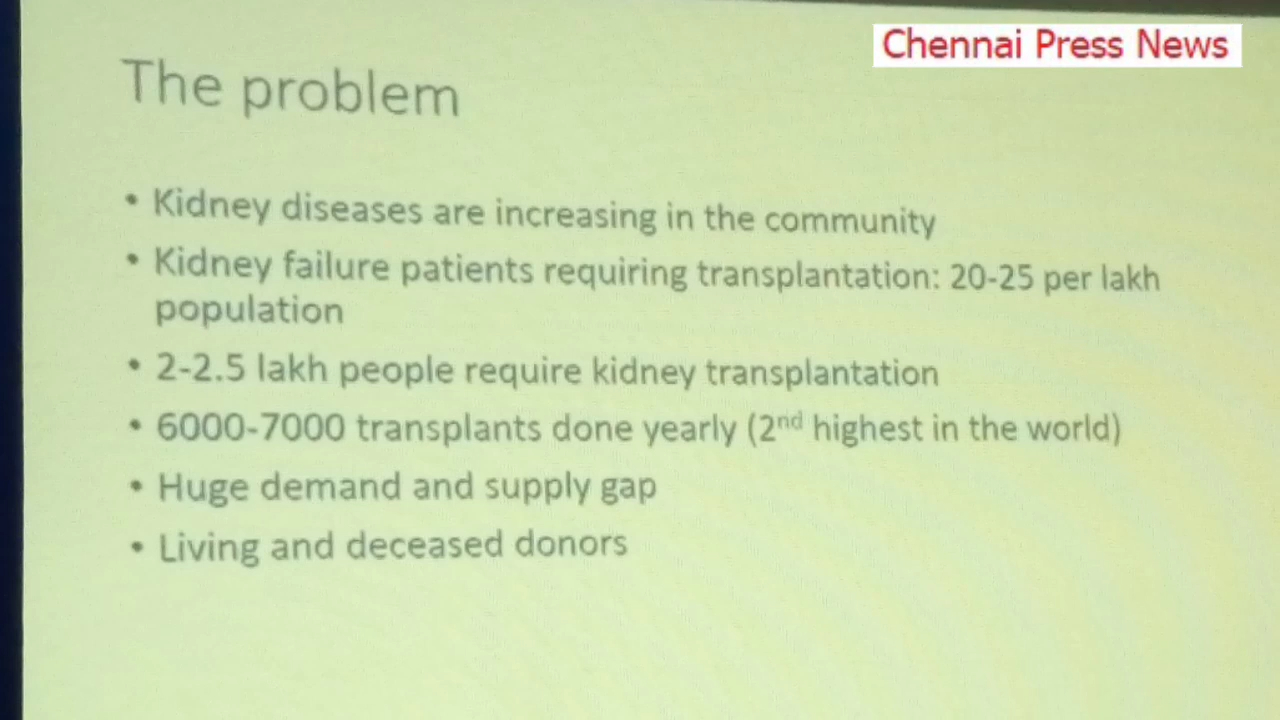 Chennai Press News
The problem
• Kidney diseases are increasing in the community
• Kidney failure patients requiring transplantation: 20-25 per lakh
population
• 2-2.5 lakh people require kidney transplantation
• 6000-7000 transplants done yearly (2nd highest in the world)
• Huge demand and supply gap
• Living and deceased donors